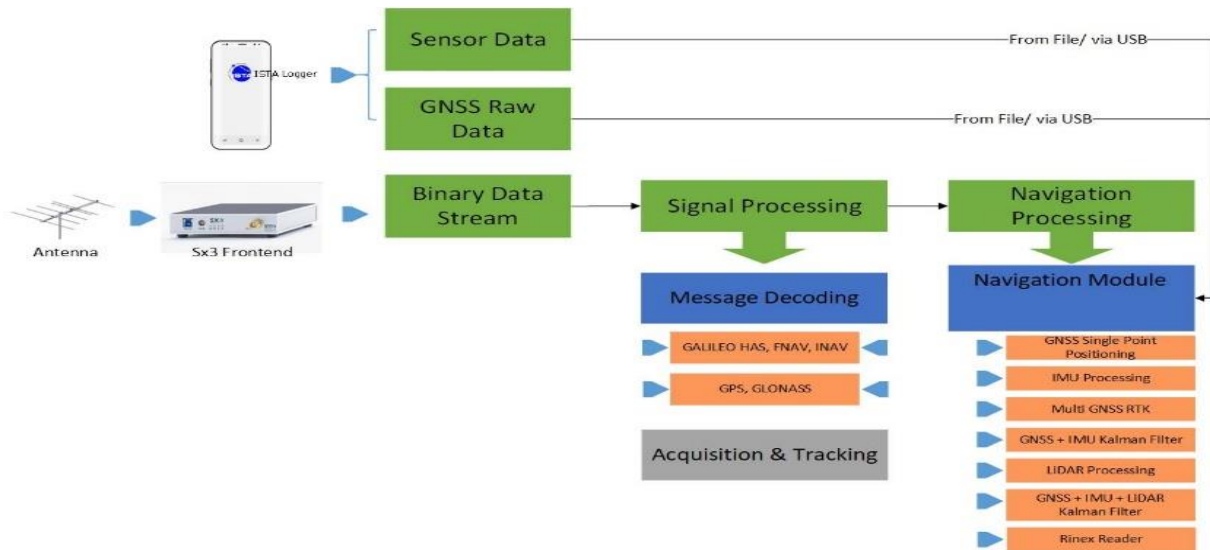 Sensor Data
From File/ via USB
ISTA
ISTA Logger
GNSS Raw
Data
From File/ via USB
Binary Data
Stream
Signal Processing
Navigation
Processing
SX3
Antenna
Sx3 Frontend
Message Decoding
Navigation Module
GALILEO HAS, FNAV, INAV
GPS, GLONASS
Acquisition & Tracking
GNSS Single Point
Positioning
IMU Processing
Multi GNSS RTK
GNSS + IMU Kalman Filter
LIDAR Processing
GNSS + IMU + LIDAR
Kalman Filter
Rinex Reader